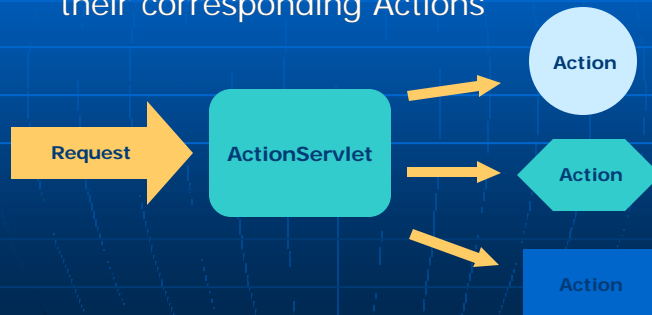 their corresponding Actions
Action
Request
ActionServlet
Action
Action